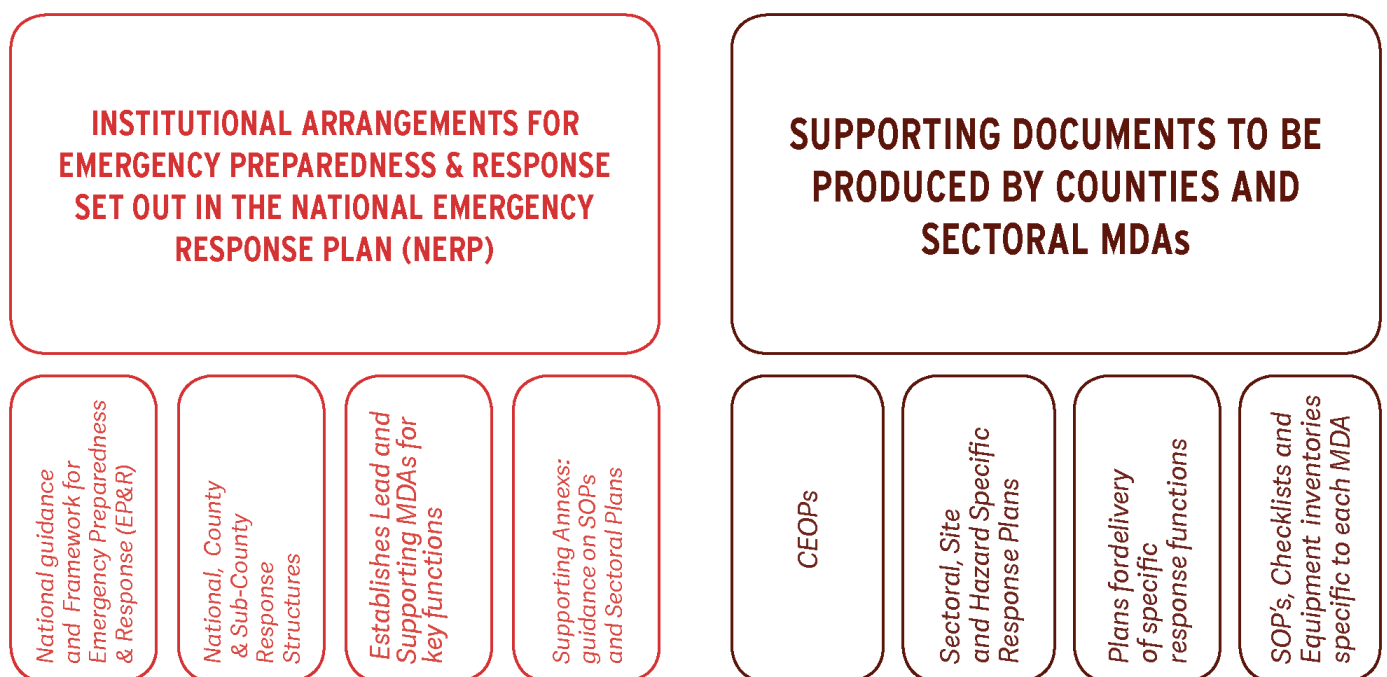 INSTITUTIONAL ARRANGEMENTS FOR
EMERGENCY PREPAREDNESS & RESPONSE
SET OUT IN THE NATIONAL EMERGENCY
RESPONSE PLAN (NERP)
National guidance
and Framework for
Emergency Preparedness
& Response (EP&R)
National, County
& Sub-County
Response
Structures
Establishes Lead and
Supporting MDAs for
key functions
Supporting Annexs:
guidance on SOPs
and Sectoral Plans
SUPPORTING DOCUMENTS TO BE
PRODUCED BY COUNTIES AND
SECTORAL MDAs
CEOPs
Sectoral, Site
and Hazard Specific
Response Plans
Plans fordelivery
of specific
response functions
SOP's, Checklists and
Equipment inventories
specific to each MDA